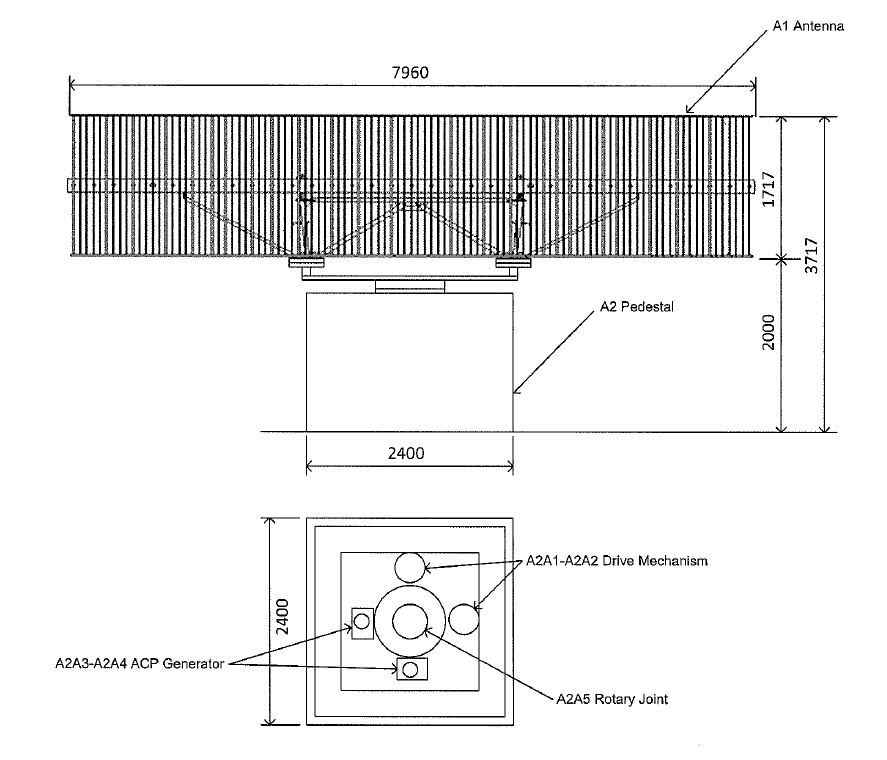 A1 Antenna
7960
1717
3717
A2 Pedestal
2000
2400
A2A1-A2A2 Drive Mechanism
2400
A2A3-A2A4 ACP Generator
A2A5 Rotary Joint